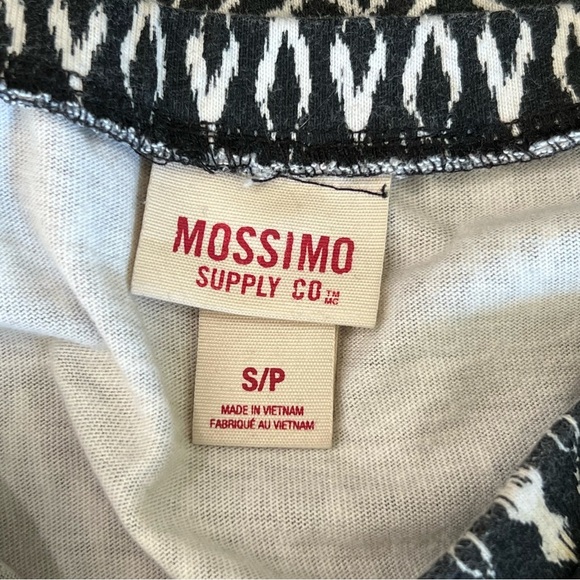 MOSSIMO
SUPPLY CO ™ MC
S/P
MADE IN VIETNAM
FABRIQUÉ AU VIETNAM